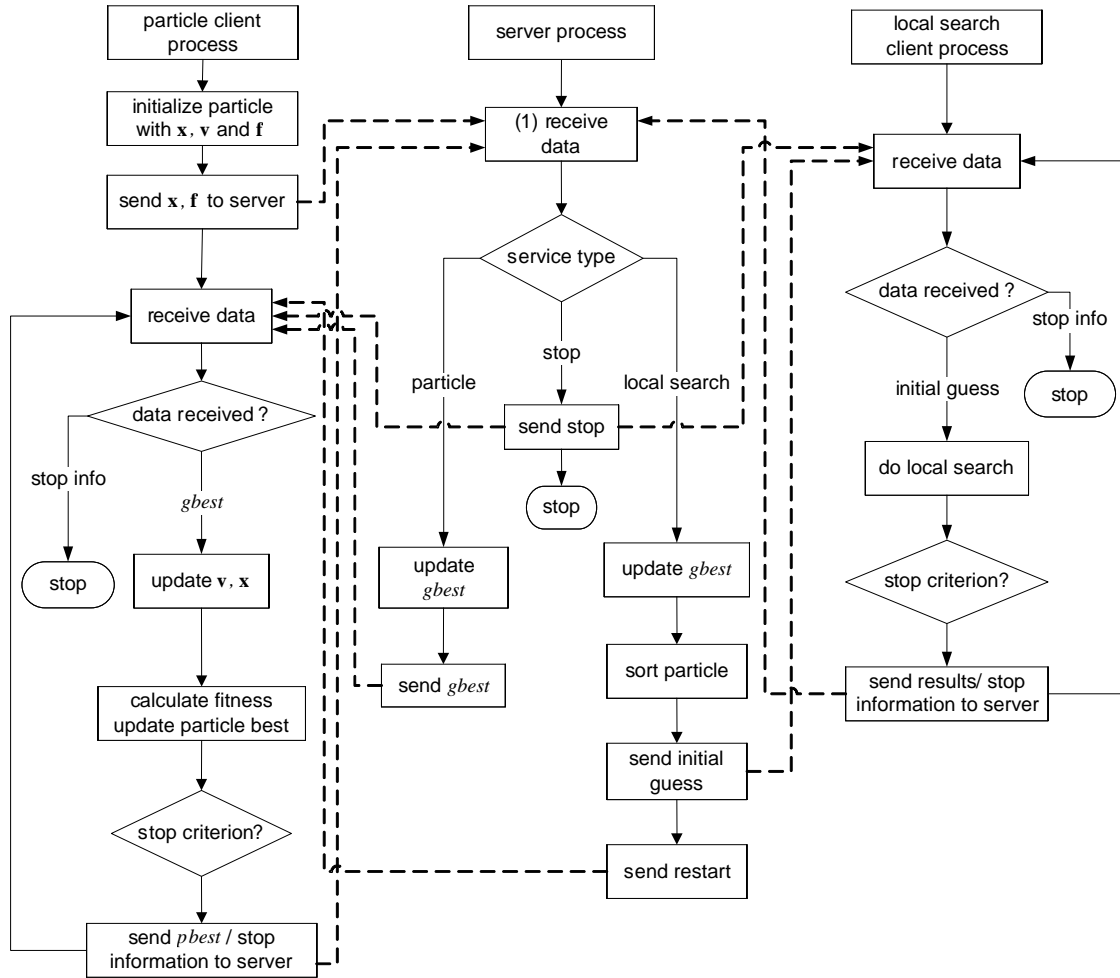 particle client
process
initialize particle
with x, v and f
send x, f to server
receive data
data received ?
stop info
gbest
stop
update v, x
calculate fitness
update particle best
stop criterion?
send pbest / stop
information to server
server process
(1) receive
data
service type
particle
stop
local search
send stop
stop
update
gbest
send gbest
update gbest
sort particle
send initial
guess
send restart
local search
client process
receive data
data received ?
stop info
stop
initial guess
do local search
stop criterion?
send results/ stop
information to server